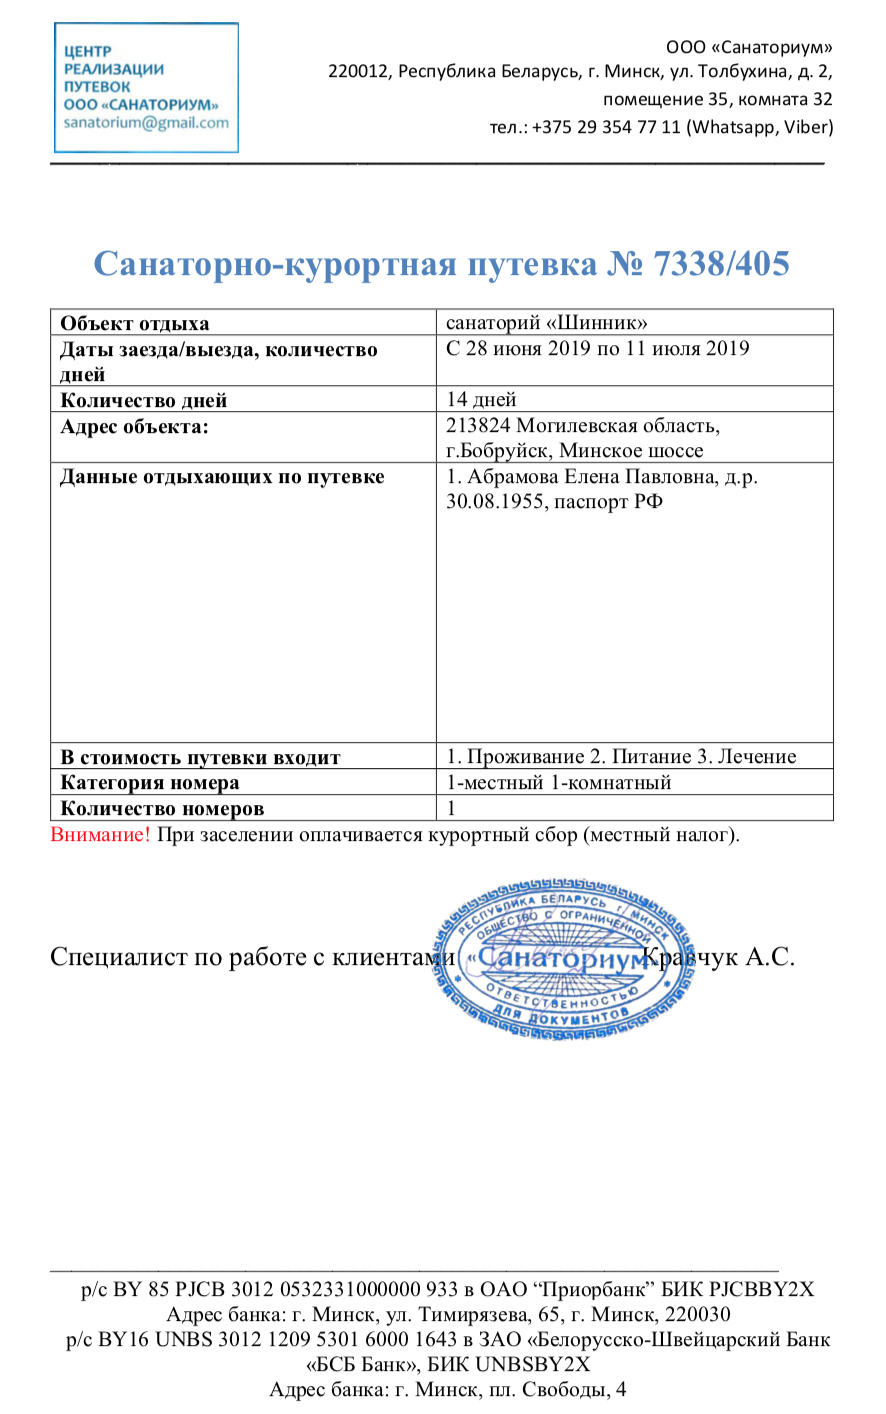 ЦЕНТР
РЕАЛИЗАЦИИ
ПУТЕВОК
ООО «САНАТОРИУМ»
sanatorium@gmail.com
ООО «Санаториум»
220012, Республика Беларусь, г. Минск, ул. Толбухина, д. 2,
помещение 35, комната 32
тел.: +375 29 354 77 11 (Whatsapp, Viber)
Санаторно-курортная путевка № 7338/405
Объект отдыха
санаторий «Шинник»
Даты заезда/выезда, количество
дней
С 28 июня 2019 по 11 июля 2019
Количество дней
14 дней
Адрес объекта:
213824 Могилевская область,
г.Бобруйск, Минское шоссе
Данные отдыхающих по путевке
1. Абрамова Елена Павловна, д.р.
30.08.1955, паспорт РФ
В стоимость путевки входит
1. Проживание 2. Питание 3. Лечение
Категория номера
1-местный 1-комнатный
Количество номеров
1
Внимание! При заселении оплачивается курортный сбор (местный налог).
Специалист по работе с клиентами
Кравчук А.С.
РЕСПУБЛИКА БЕЛАРУСЬ г. МИНСК
ОБЩЕСТВО С ОГРАНИЧЕННОЙ
«Санаториум»
ОТВЕТСТВЕННОСТЬЮ
ДЛЯ ДОКУМЕНТОВ
р/с BY 85 PJCB 3012 0532331000000 933 в ОАО “Приорбанк” БИК PJCBBY2X
Адрес банка: г. Минск, ул. Тимирязева, 65, г. Минск, 220030
р/с BY16 UNBS 3012 1209 5301 6000 1643 в ЗАО «Белорусско-Швейцарский Банк
«БСБ Банк», БИК UNBSBY2X
Адрес банка: г. Минск, пл. Свободы, 4